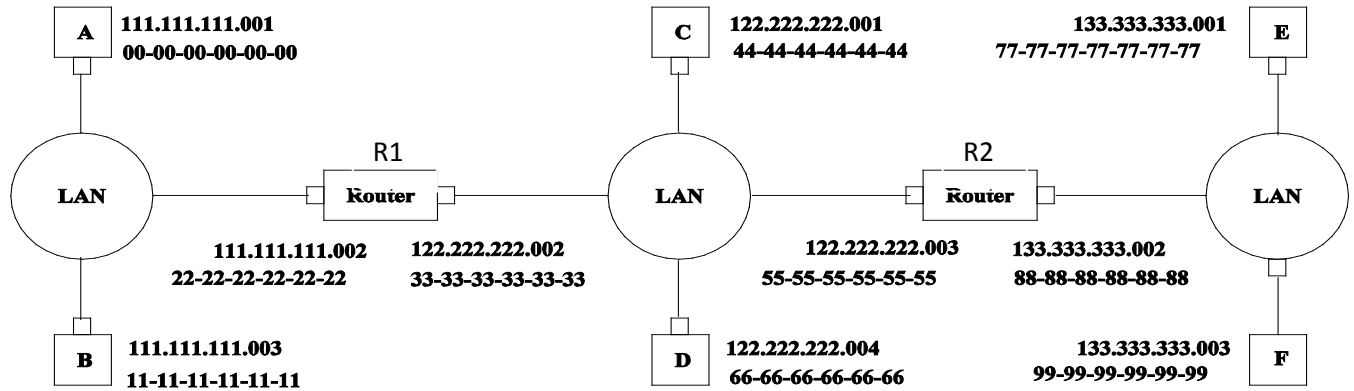 A
111.111.111.001
00-00-00-00-00-00
C
122.222.222.001
44-44-44-44-44-44
133.333.333.001
77-77-77-77-77-77-77
E
LAN
R1
Router
LAN
R2
Router
LAN
111.111.111.002
22-22-22-22-22-22
122.222.222.002
33-33-33-33-33-33
122.222.222.003
55-55-55-55-55-55
133.333.333.002
88-88-88-88-88-88
B
111.111.111.003
11-11-11-11-11-11
D
122.222.222.004
66-66-66-66-66-66
133.333.333.003
99-99-99-99-99-99
F